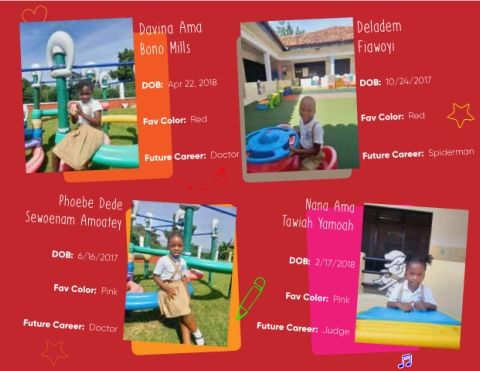 Davina Ama
Bono Mills
DOB: Apr 22, 2018
Fav Color: Red
Future Career: Doctor
Deladem
Fiawoyi
DOB: 10/24/2017
Fav Color: Red
Future Career: Spiderman
Phoebe Dede
Sewoenam Amoatey
DOB: 6/16/2017
Fav Color: Pink
Future Career: Doctor
Nana Ama
Tawiah Yamoah
DOB: 2/17/2018
Fav Color: Pink
Future Career: Judge